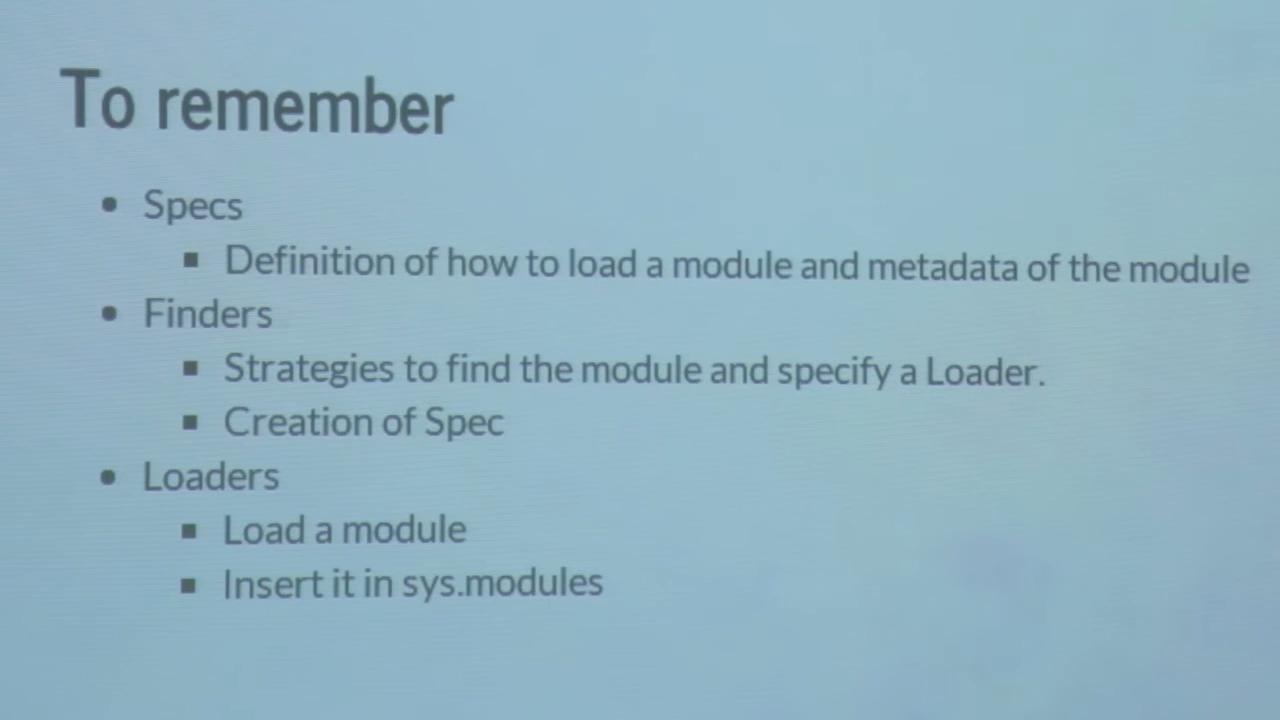 To remember
Specs
Definition of how to load a module and metadata of the module
Finders
Strategies to find the module and specify a Loader.
Creation of Spec
Loaders
Load a module
Insert it in sys.modules